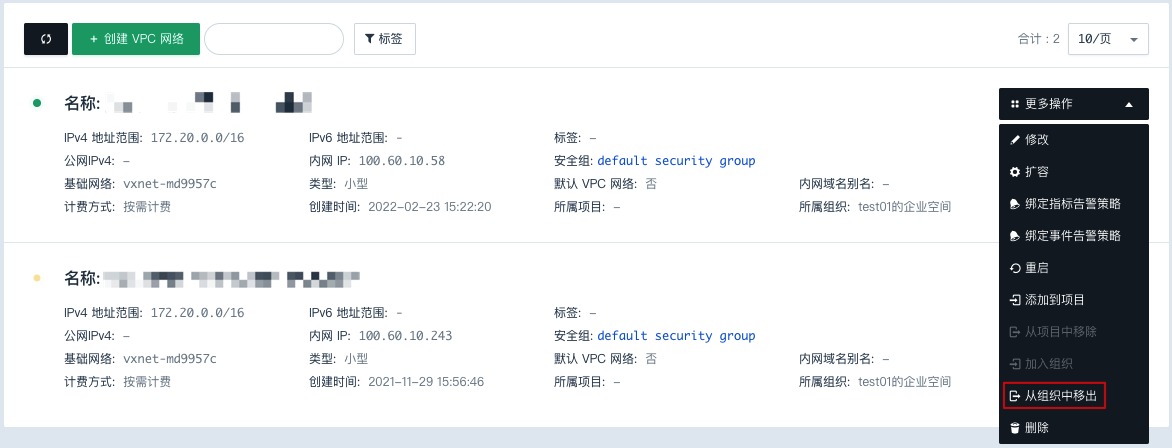 + 创建 VPC 网络 标签 合计 : 2 10/页
名称: 更多操作
IPv4 地址范围: 172.20.0.0/16 IPv6 地址范围: - 标签: - 修改
公网IPv4: - 内网 IP: 100.60.10.58 安全组: default security group 扩容
基础网络: vxnet-md9957c 类型: 小型 默认 VPC 网络: 否 内网域名别名: -
计费方式: 按需计费 创建时间: 2022-02-23 15:22:20 所属项目: - 所属组织: test01的企业空间 绑定指标告警策略
绑定事件告警策略
名称: 重启
IPv4 地址范围: 172.20.0.0/16 IPv6 地址范围: - 标签: - 添加到项目
公网IPv4: - 内网 IP: 100.60.10.243 安全组: default security group 从项目中移除
基础网络: vxnet-md9957c 类型: 小型 默认 VPC 网络: 否 内网域名别名: - 加入组织
计费方式: 按需计费 创建时间: 2021-11-29 15:56:46 所属项目: - 所属组织: test01的企业空间
从组织中移出
删除